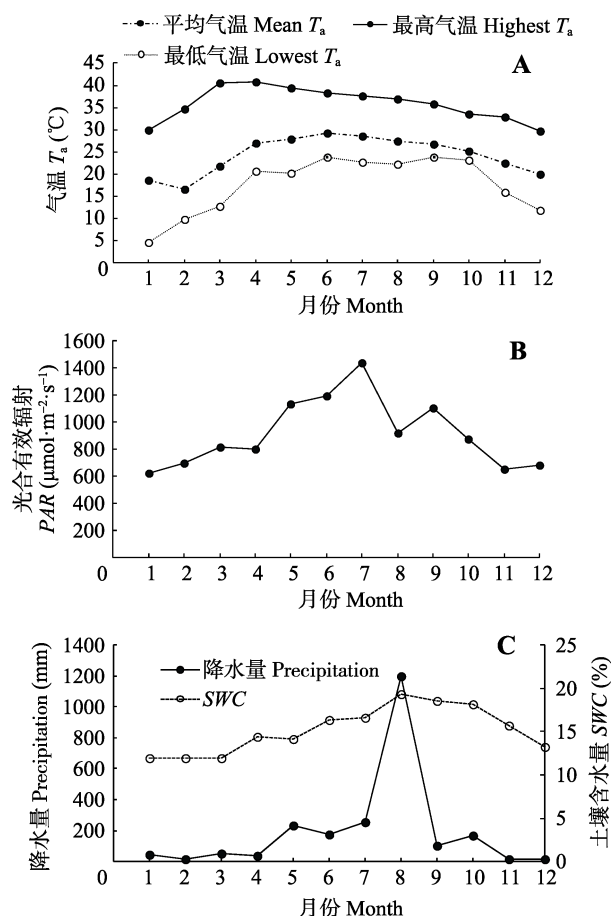 平均气温 Mean Ta 最高气温 Highest Ta
最低气温 Lowest Ta
A
气温 Ta (℃)
45
40
35
30
25
20
15
10
5
0
1 2 3 4 5 6 7 8 9 10 11 12
月份 Month
B
光合有效辐射
PAR (μmol·m−2·s−1)
1600
1400
1200
1000
800
600
400
200
0
1 2 3 4 5 6 7 8 9 10 11 12
月份 Month
C
降水量 Precipitation
SWC
降水量 Precipitation (mm)
1400
1200
1000
800
600
400
200
0
25
20
15
10
5
0
土壤含水量 SWC (%)
1 2 3 4 5 6 7 8 9 10 11 12
月份 Month